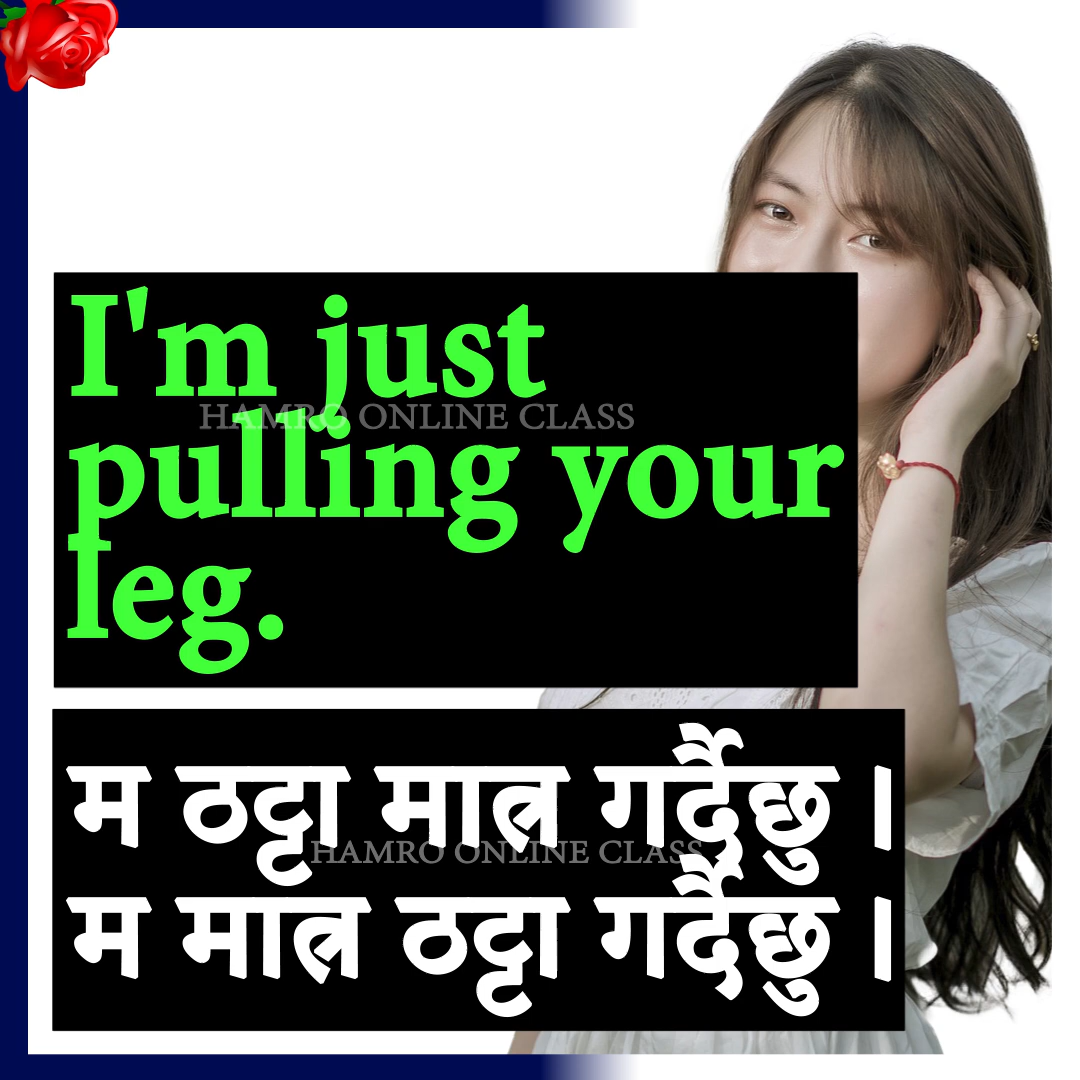 I'm just
HAMRO ONLINE CLASS
pulling your
leg.
म ठट्टा मात्र गर्दैछु ।
HAMRO ONLINE CLASS
म मात्र ठट्टा गर्दैछु ।